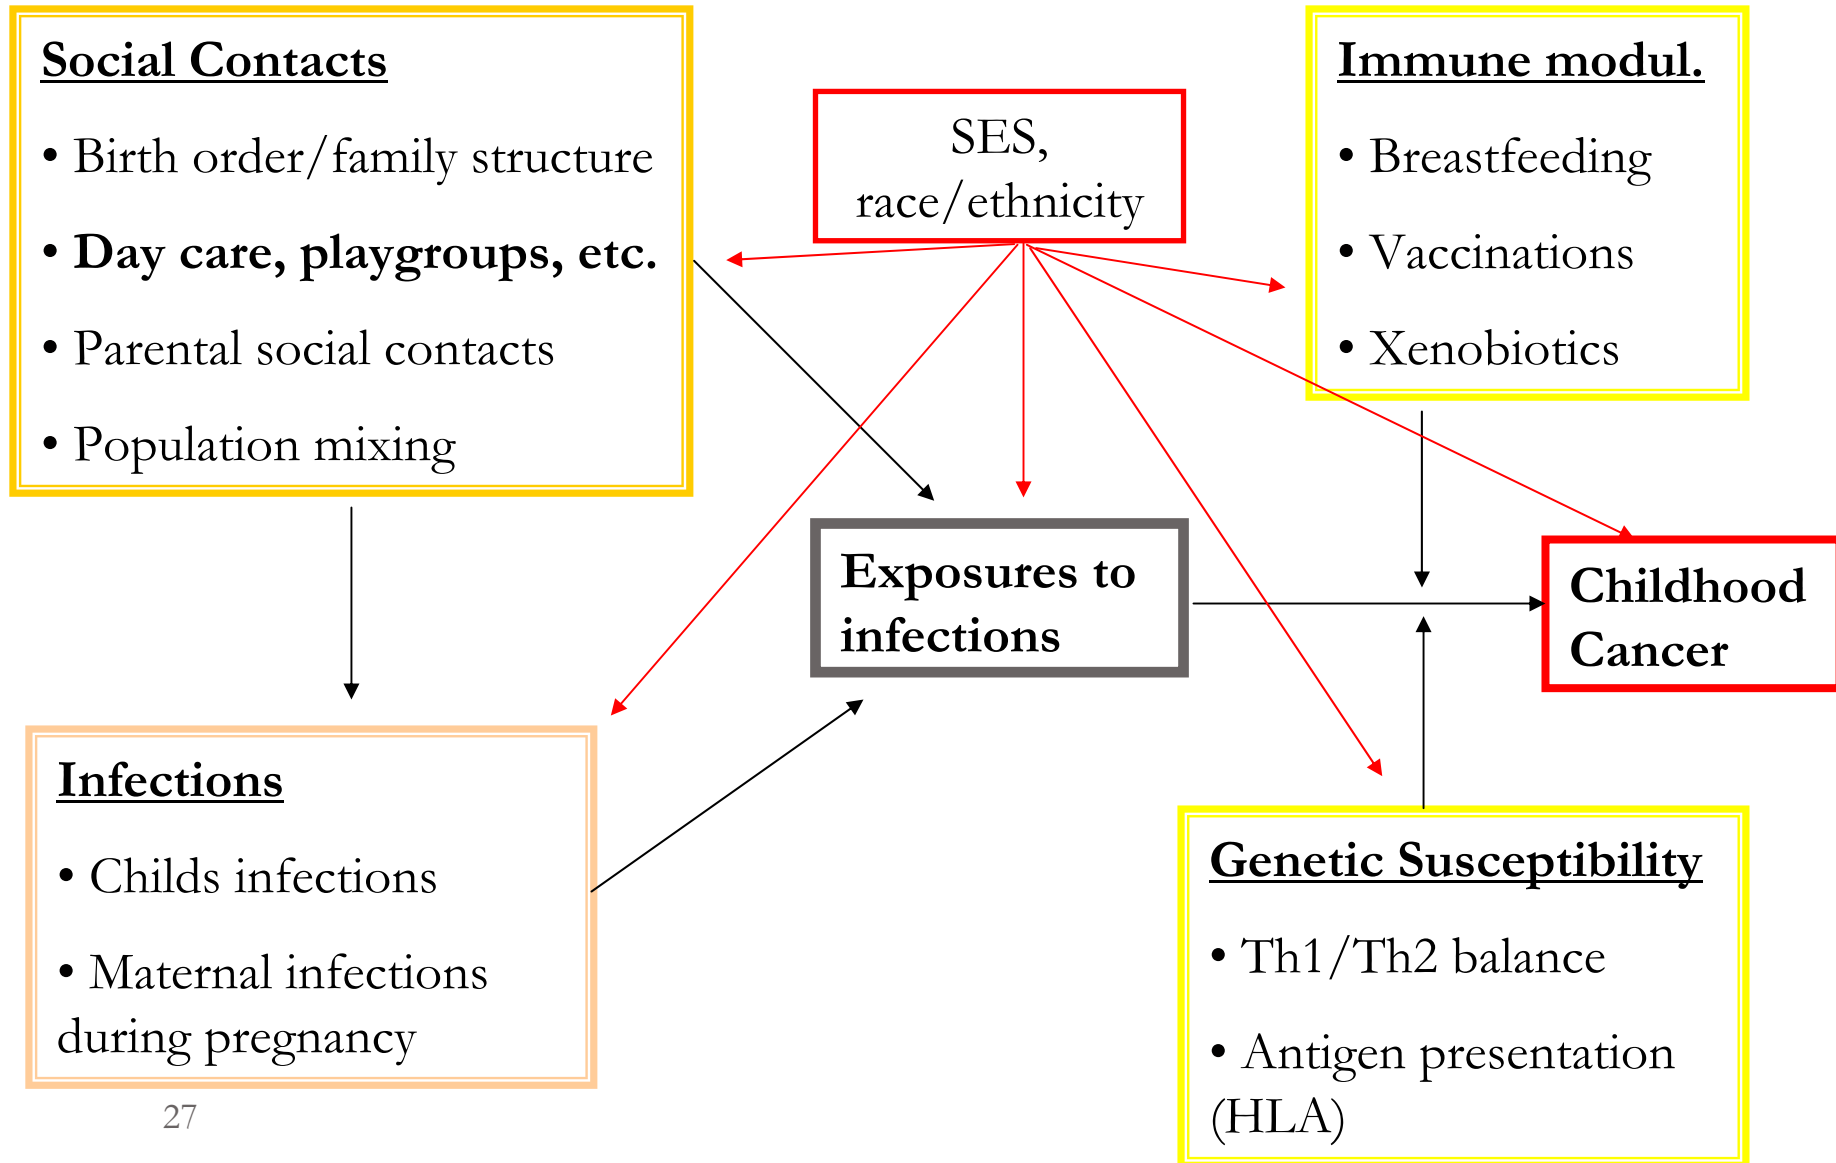 Social Contacts
• Birth order/family structure
• Day care, playgroups, etc.
• Parental social contacts
• Population mixing
SES,
race/ethnicity
Immune modul.
• Breastfeeding
• Vaccinations
• Xenobiotics
Exposures to
infections
Childhood
Cancer
Infections
• Childs infections
• Maternal infections
during pregnancy
Genetic Susceptibility
• Th1/Th2 balance
• Antigen presentation
(HLA)
27